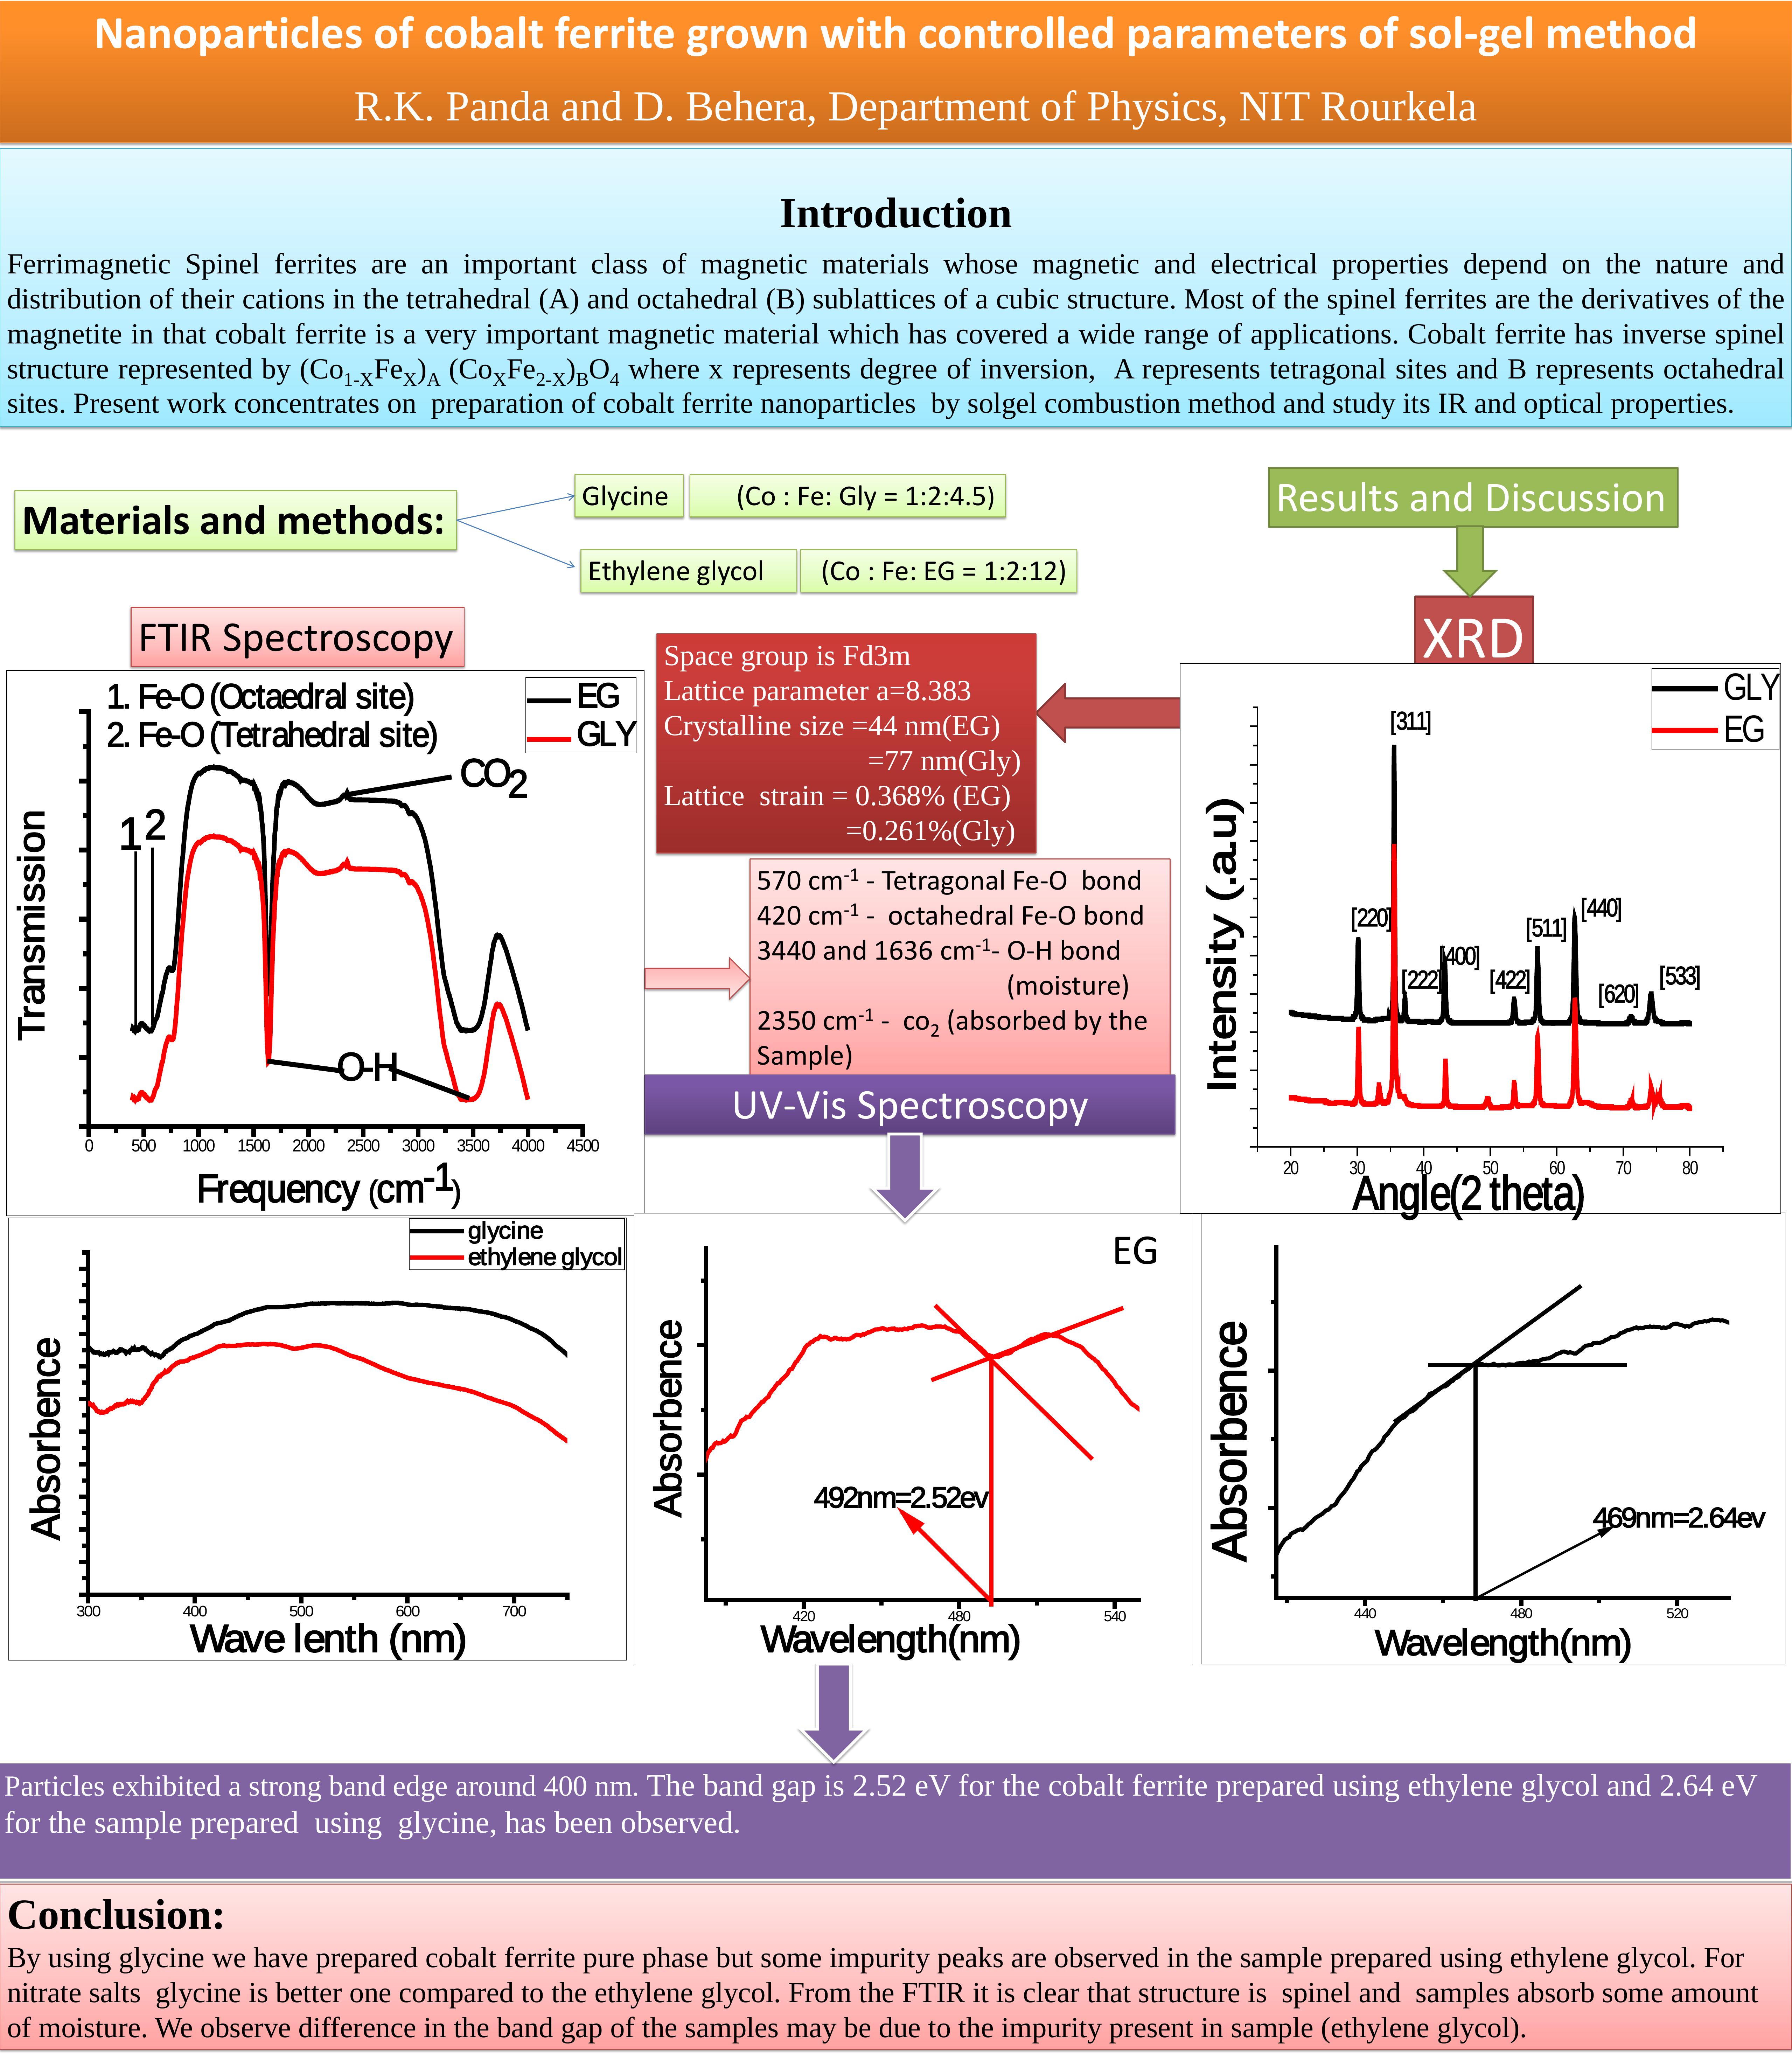 Nanoparticles of cobalt ferrite grown with controlled parameters of sol-gel method
R.K. Panda and D. Behera, Department of Physics, NIT Rourkela
Introduction
Ferrimagnetic Spinel ferrites are an important class of magnetic materials whose magnetic and electrical properties depend on the nature and
distribution of their cations in the tetrahedral (A) and octahedral (B) sublattices of a cubic structure. Most of the spinel ferrites are the derivatives of the
magnetite in that cobalt ferrite is a very important magnetic material which has covered a wide range of applications. Cobalt ferrite has inverse spinel
structure represented by (Co1-XFeX)A (CoXFe2-X)BO4 where x represents degree of inversion, A represents tetragonal sites and B represents octahedral
sites. Present work concentrates on preparation of cobalt ferrite nanoparticles by solgel combustion method and study its IR and optical properties.
Materials and methods:
Glycine (Co : Fe: Gly = 1:2:4.5)
Ethylene glycol (Co : Fe: EG = 1:2:12)
Results and Discussion
XRD
FTIR Spectroscopy
1. Fe-O (Octaedral site)
2. Fe-O (Tetrahedral site)
EG
GLY
CO2
1 2
O-H
Transmission
0 500 1000 1500 2000 2500 3000 3500 4000 4500
Frequency (cm-1)
Space group is Fd3m
Lattice parameter a=8.383
Crystalline size =44 nm(EG)
=77 nm(Gly)
Lattice strain = 0.368% (EG)
=0.261%(Gly)
570 cm-1 - Tetragonal Fe-O bond
420 cm-1 - octahedral Fe-O bond
3440 and 1636 cm-1- O-H bond
(moisture)
2350 cm-1 - co2 (absorbed by the
Sample)
GLY
EG
[311]
[220]
[222]
[400]
[422]
[511]
[440]
[620]
[533]
Intensity (.a.u)
20 30 40 50 60 70 80
Angle(2 theta)
UV-Vis Spectroscopy
glycine
ethylene glycol
Absorbence
300 400 500 600 700
Wave lenth (nm)
EG
Absorbence
492nm=2.52ev
420 480 540
Wavelength(nm)
Absorbence
469nm=2.64ev
440 480 520
Wavelength(nm)
Particles exhibited a strong band edge around 400 nm. The band gap is 2.52 eV for the cobalt ferrite prepared using ethylene glycol and 2.64 eV
for the sample prepared using glycine, has been observed.
Conclusion:
By using glycine we have prepared cobalt ferrite pure phase but some impurity peaks are observed in the sample prepared using ethylene glycol. For
nitrate salts glycine is better one compared to the ethylene glycol. From the FTIR it is clear that structure is spinel and samples absorb some amount
of moisture. We observe difference in the band gap of the samples may be due to the impurity present in sample (ethylene glycol).